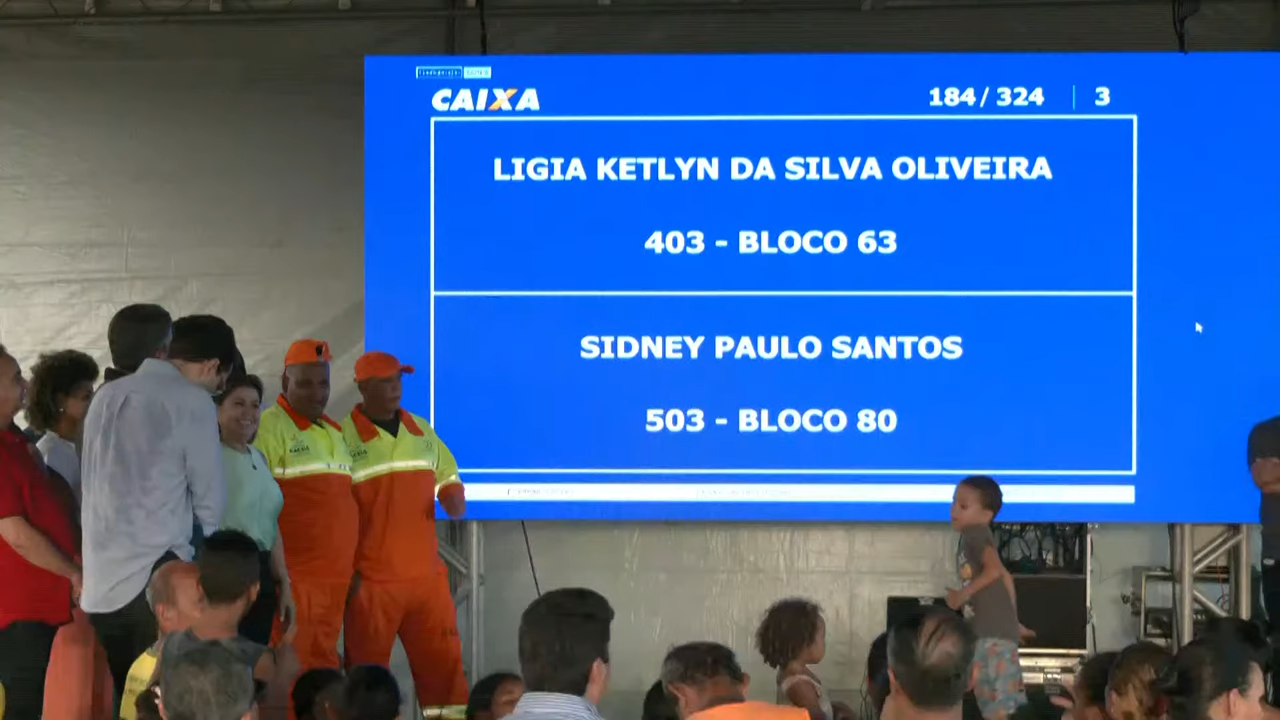 CAIXA
184/324 | 3
LIGIA KETLYN DA SILVA OLIVEIRA
403 - BLOCO 63
SIDNEY PAULO SANTOS
503 - BLOCO 80